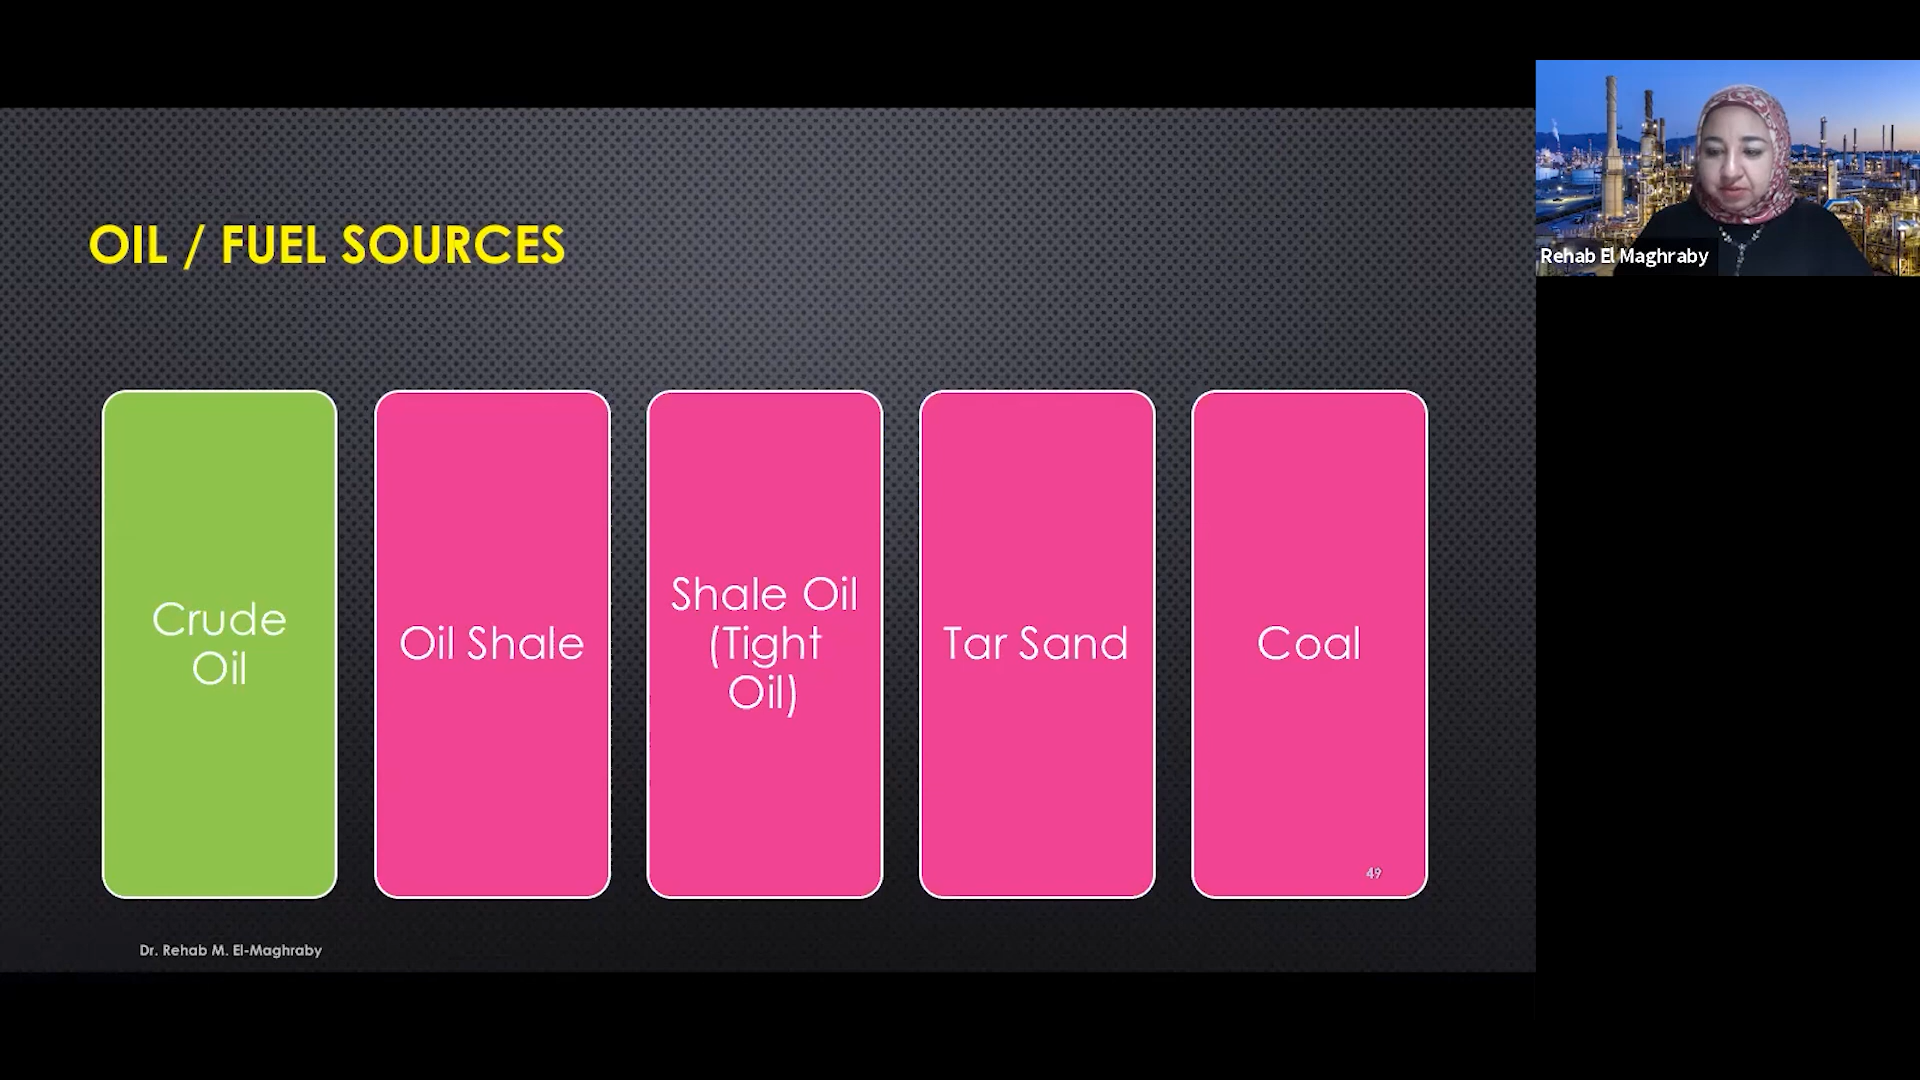 OIL / FUEL SOURCES
Crude
Oil
Oil Shale
Shale Oil
(Tight
Oil)
Tar Sand
Coal
49
Dr. Rehab M. El-Maghraby
Rehab El Maghraby